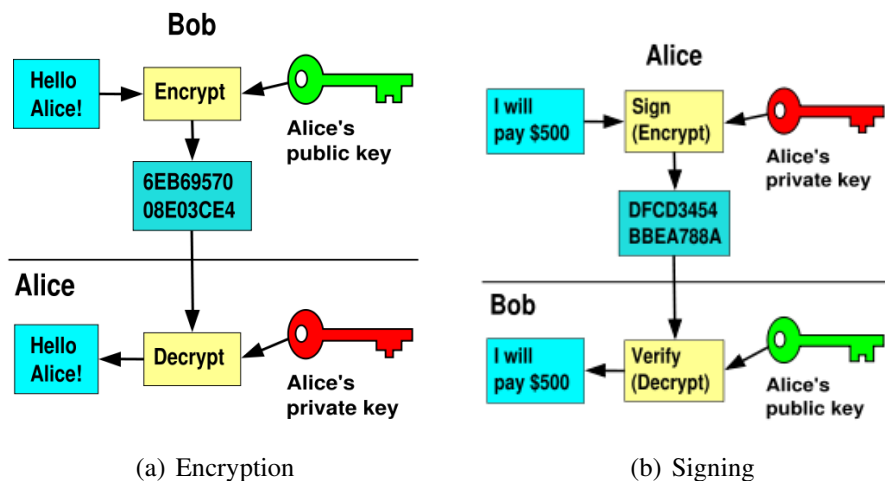 Bob
Hello
Alice!
Encrypt
Alice's
public key
6EB69570
08E03CE4
Alice
Hello
Alice!
Decrypt
Alice's
private key
(a) Encryption
Alice
I will
pay $500
Sign
(Encrypt)
Alice's
private key
DFCD3454
BBEA788A
Bob
I will
pay $500
Verify
(Decrypt)
Alice's
public key
(b) Signing